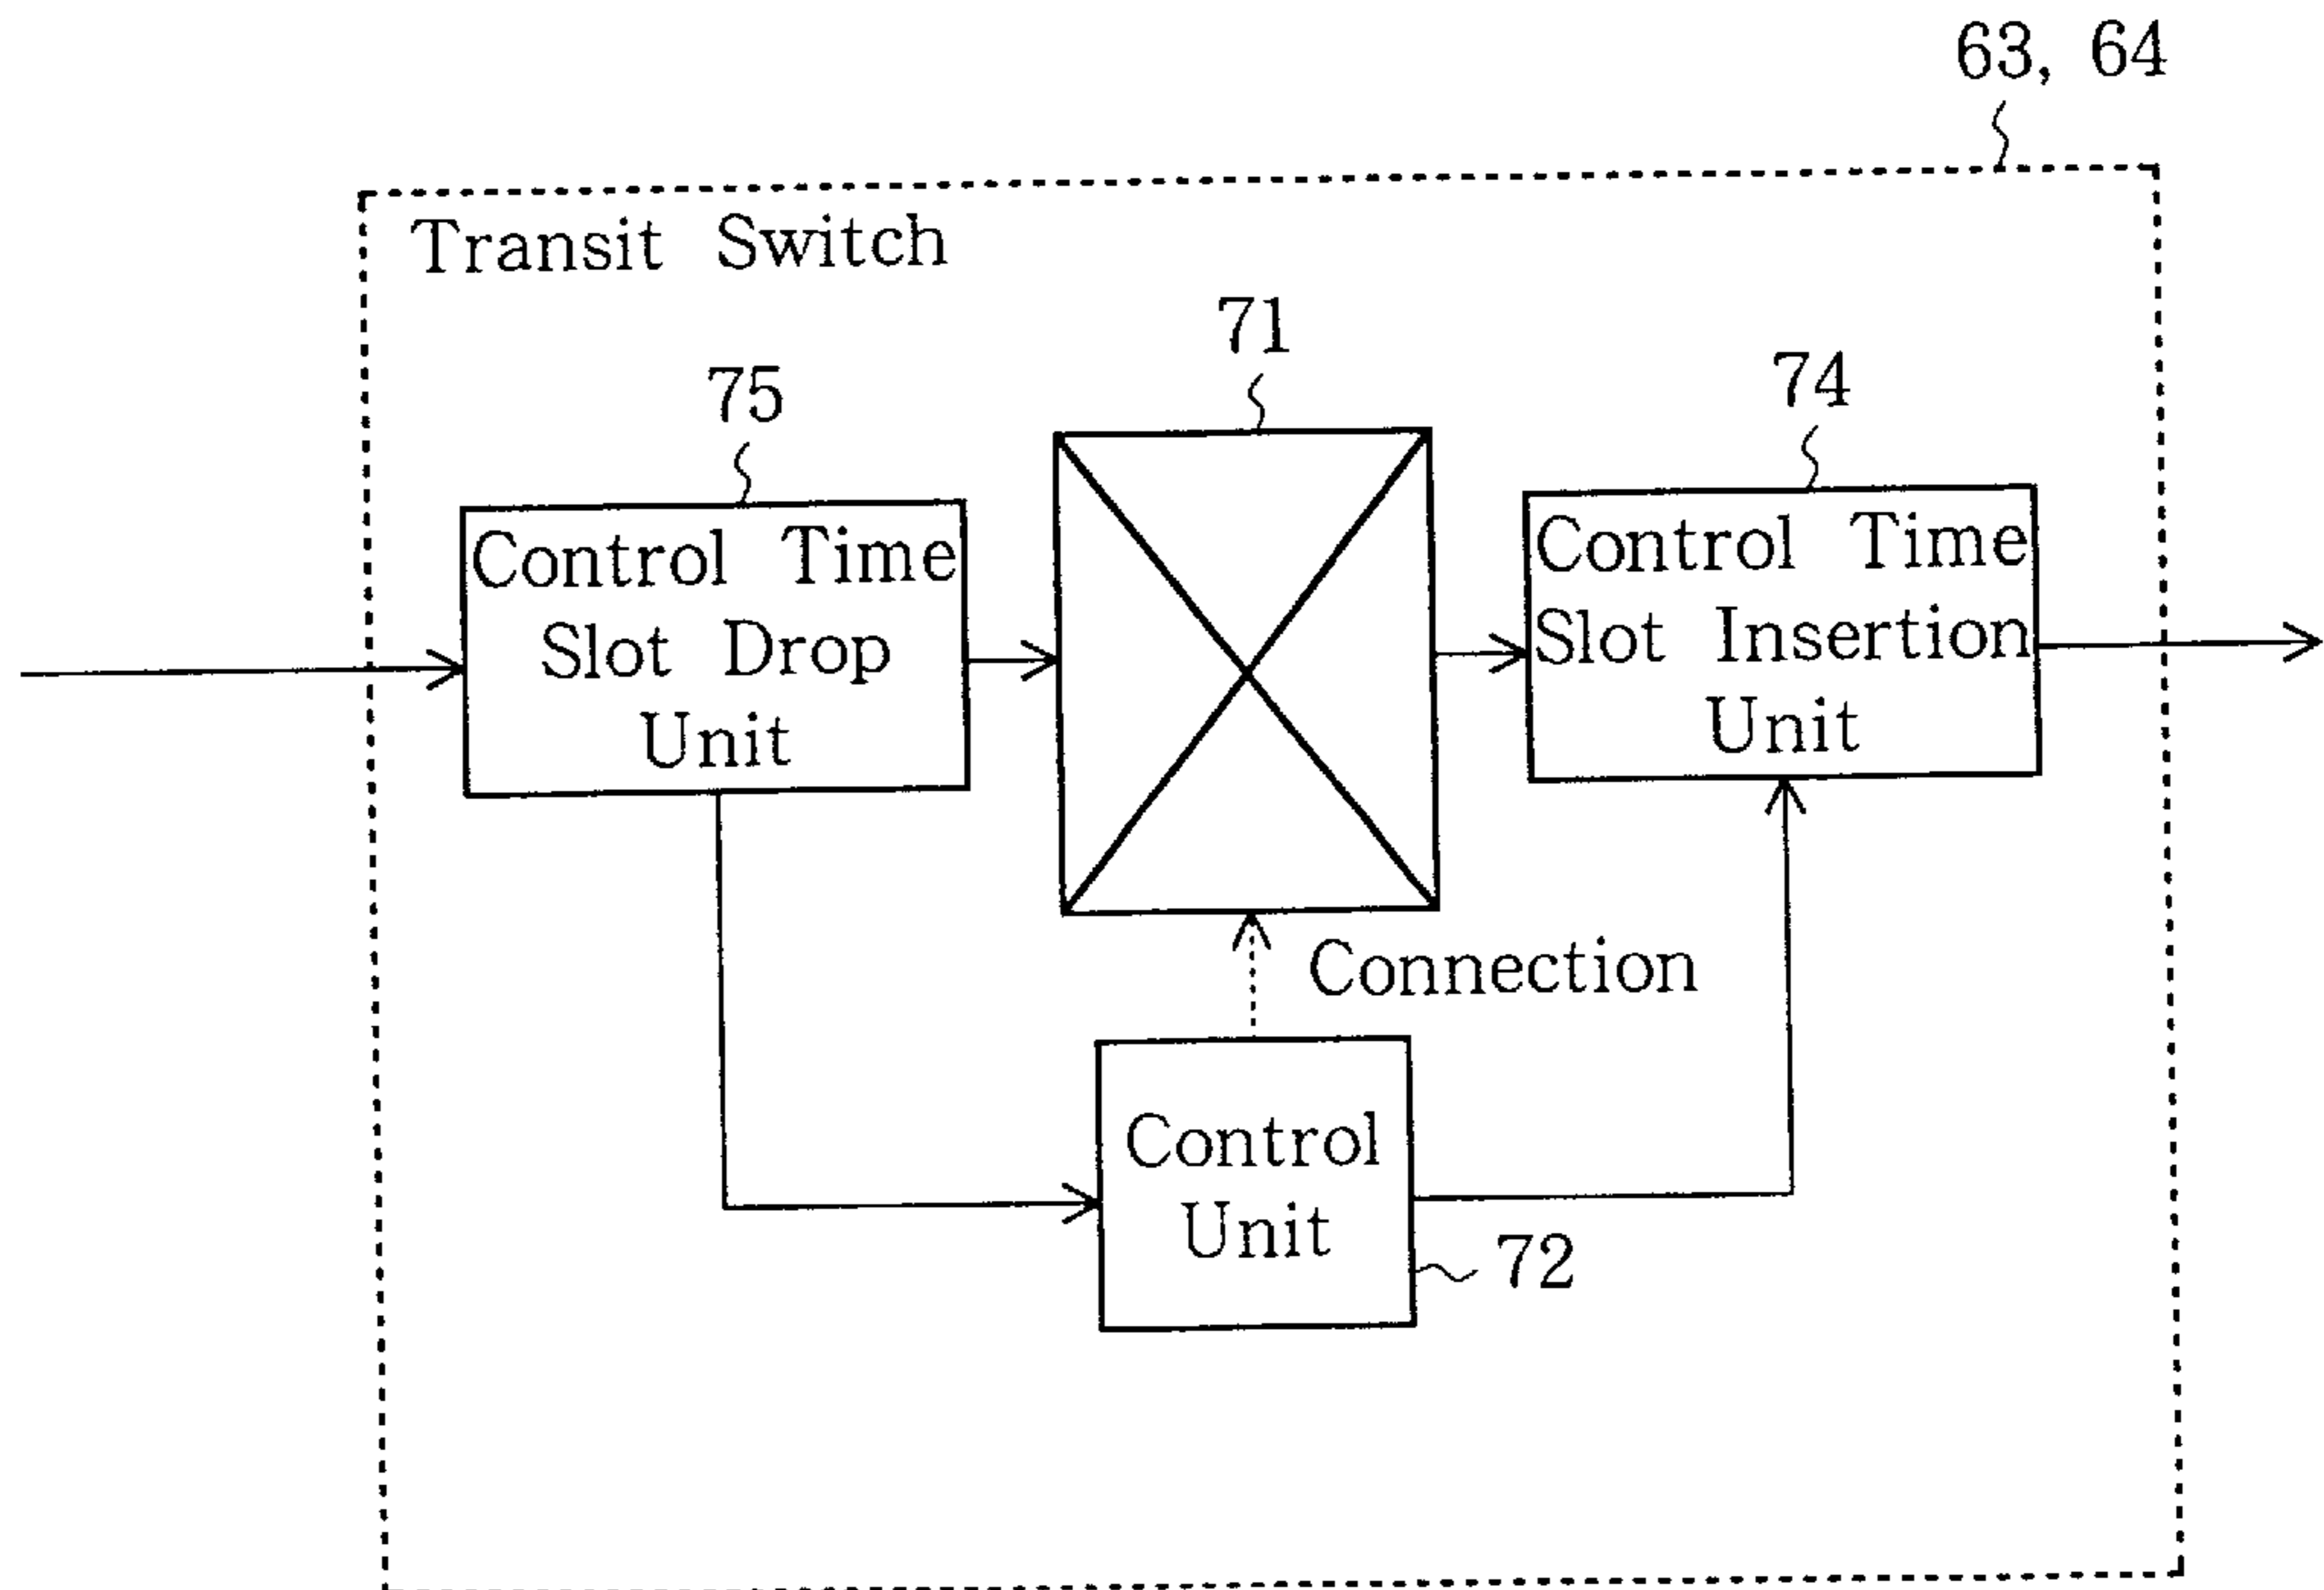 63, 64
Transit Switch
71
75
74
Control Time
Slot Drop
Unit
Control Time
Slot Insertion
Unit
Connection
Control
Unit
72